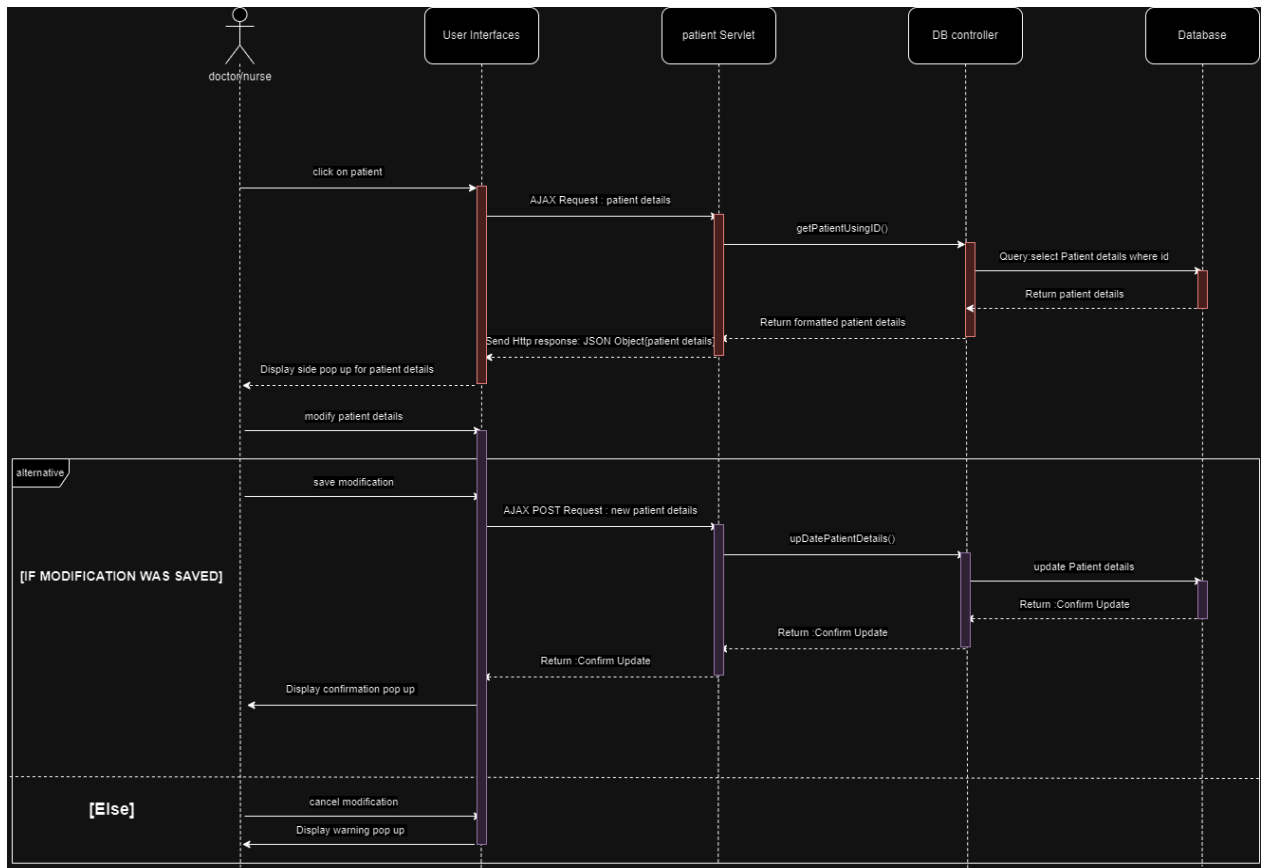 User Interfaces
patient Servlet
DB controller
Database
doctor/nurse
click on patient
AJAX Request : patient details
getPatientUsingID()
Query:select Patient details where id
Return patient details
Return formatted patient details
Send Http response: JSON Object{patient details}
Display side pop up for patient details
modify patient details
alternative
save modification
AJAX POST Request : new patient details
upDatePatientDetails()
update Patient details
[IF MODIFICATION WAS SAVED]
Return :Confirm Update
Return :Confirm Update
Return :Confirm Update
Display confirmation pop up
[Else]
cancel modification
Display warning pop up